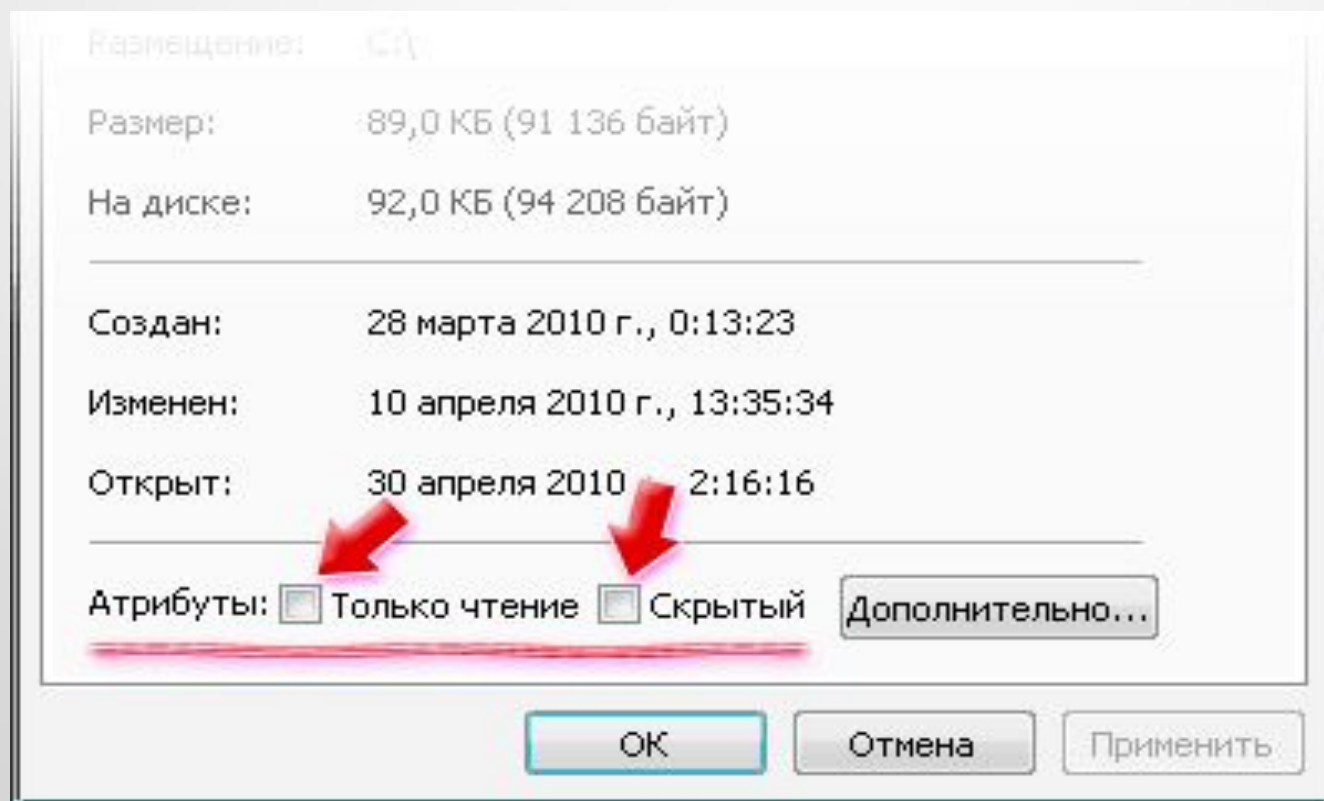 Размещение: C:\
Размер: 89,0 КБ (91 136 байт)
На диске: 92,0 КБ (94 208 байт)
Создан: 28 марта 2010 г., 0:13:23
Изменен: 10 апреля 2010 г., 13:35:34
Открыт: 30 апреля 2010 2:16:16
Атрибуты: Только чтение Скрытый Дополнительно...
ОК Отмена Применить